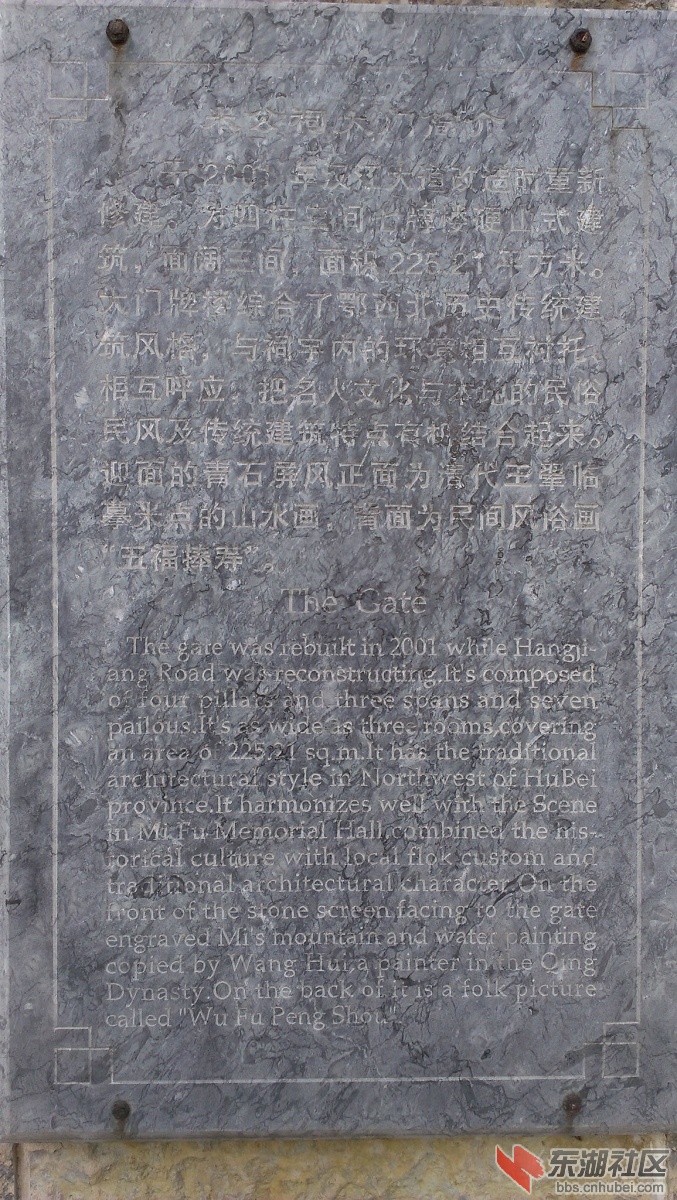 米公祠大门简介
于2001年汉江大道改造时重新
修建。为四柱三间七牌楼硬山式建
筑，面阔三间，面积225.21平方米。
大门牌楼综合了鄂西北历史传统建
筑风格，与祠宇内的环境相互衬托、
相互呼应，把名人文化与本地的民俗
民风及传统建筑特点有机结合起来。
迎面的青石屏风正面为清代王翚临
摹米点的山水画，背面为民间风俗画
“五福捧寿”。
The Gate
The gate was rebuilt in 2001 while Hangji-
ang Road was reconstructing.It's composed
of four pillars and three spans and seven
pailous.It's as wide as three rooms,covering
an area of 225.21 sq.m.It has the traditional
architectural style in Northwest of HuBei
province.It harmonizes well with the Scene
in Mi Fu Memorial Hall,combined the his-
torical culture with local flok custom and
traditional architectural character.On the
front of the stone screen facing to the gate
engraved Mi's mountain and water painting
copied by Wang Hui,a painter in the Qing
Dynasty.On the back of it is a folk picture
called "Wu Fu Peng Shou".
东湖社区
bbs.cnhubei.com